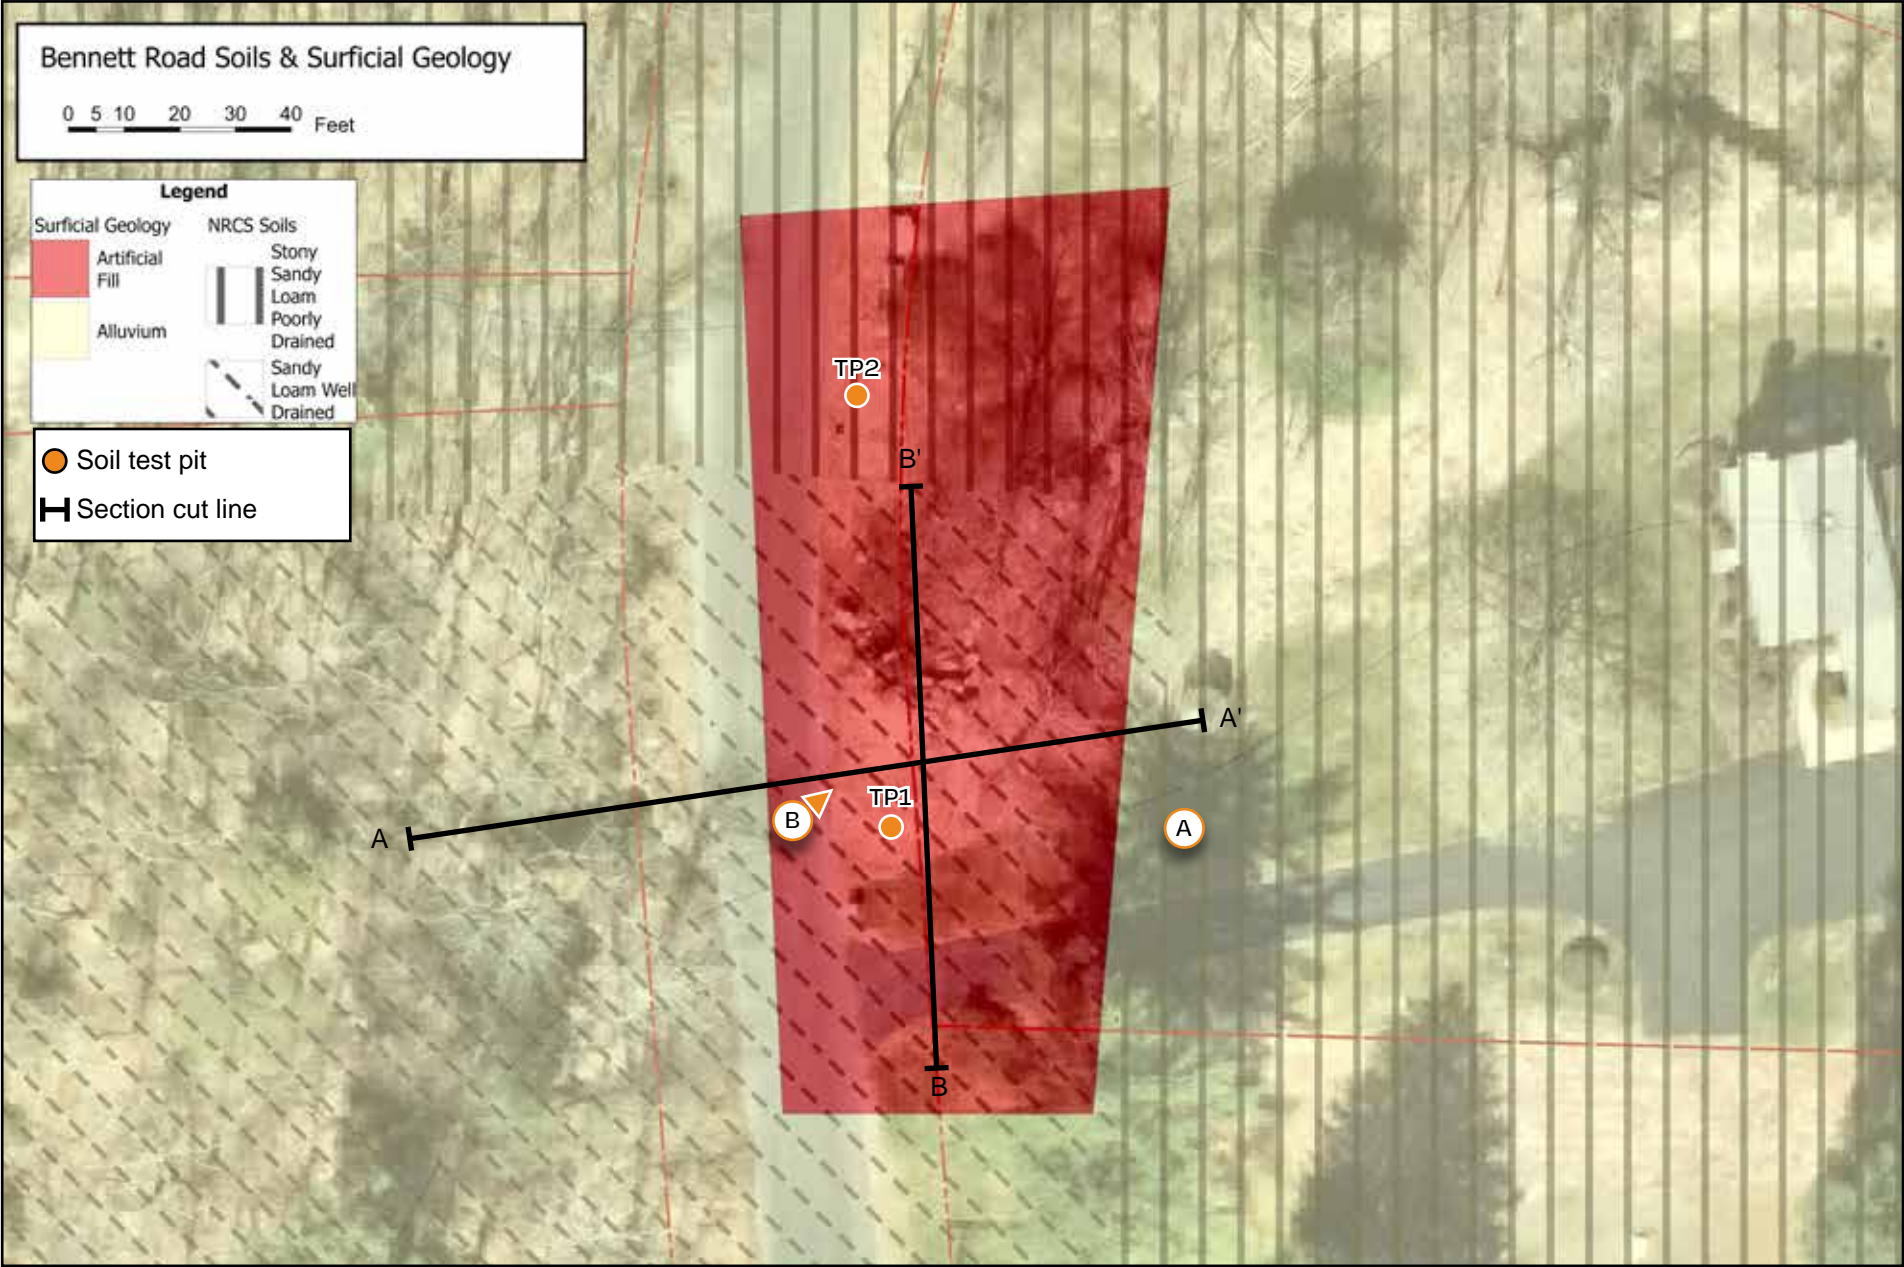 Bennett Road Soils & Surficial Geology
0 5 10 20 30 40 Feet
Legend
Surficial Geology
Artificial
Fill
Alluvium
NRCS Soils
Stony
Sandy
Loam
Poorly
Drained
Sandy
Loam Well
Drained
Soil test pit
Section cut line
TP2
B'
A'
TP1
B
A
A
B